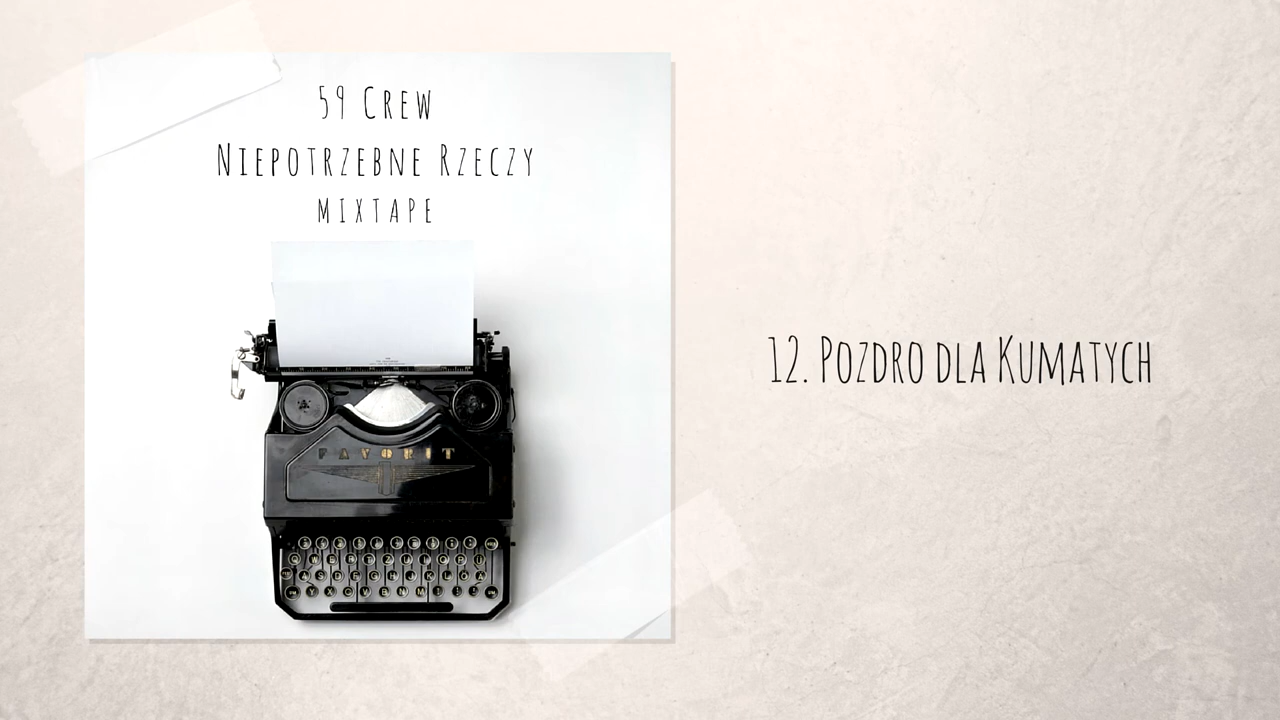 59 Crew
Niepotrzebne Rzeczy
mixtape
FAVORIT
12. Pozdro dla Kumatych